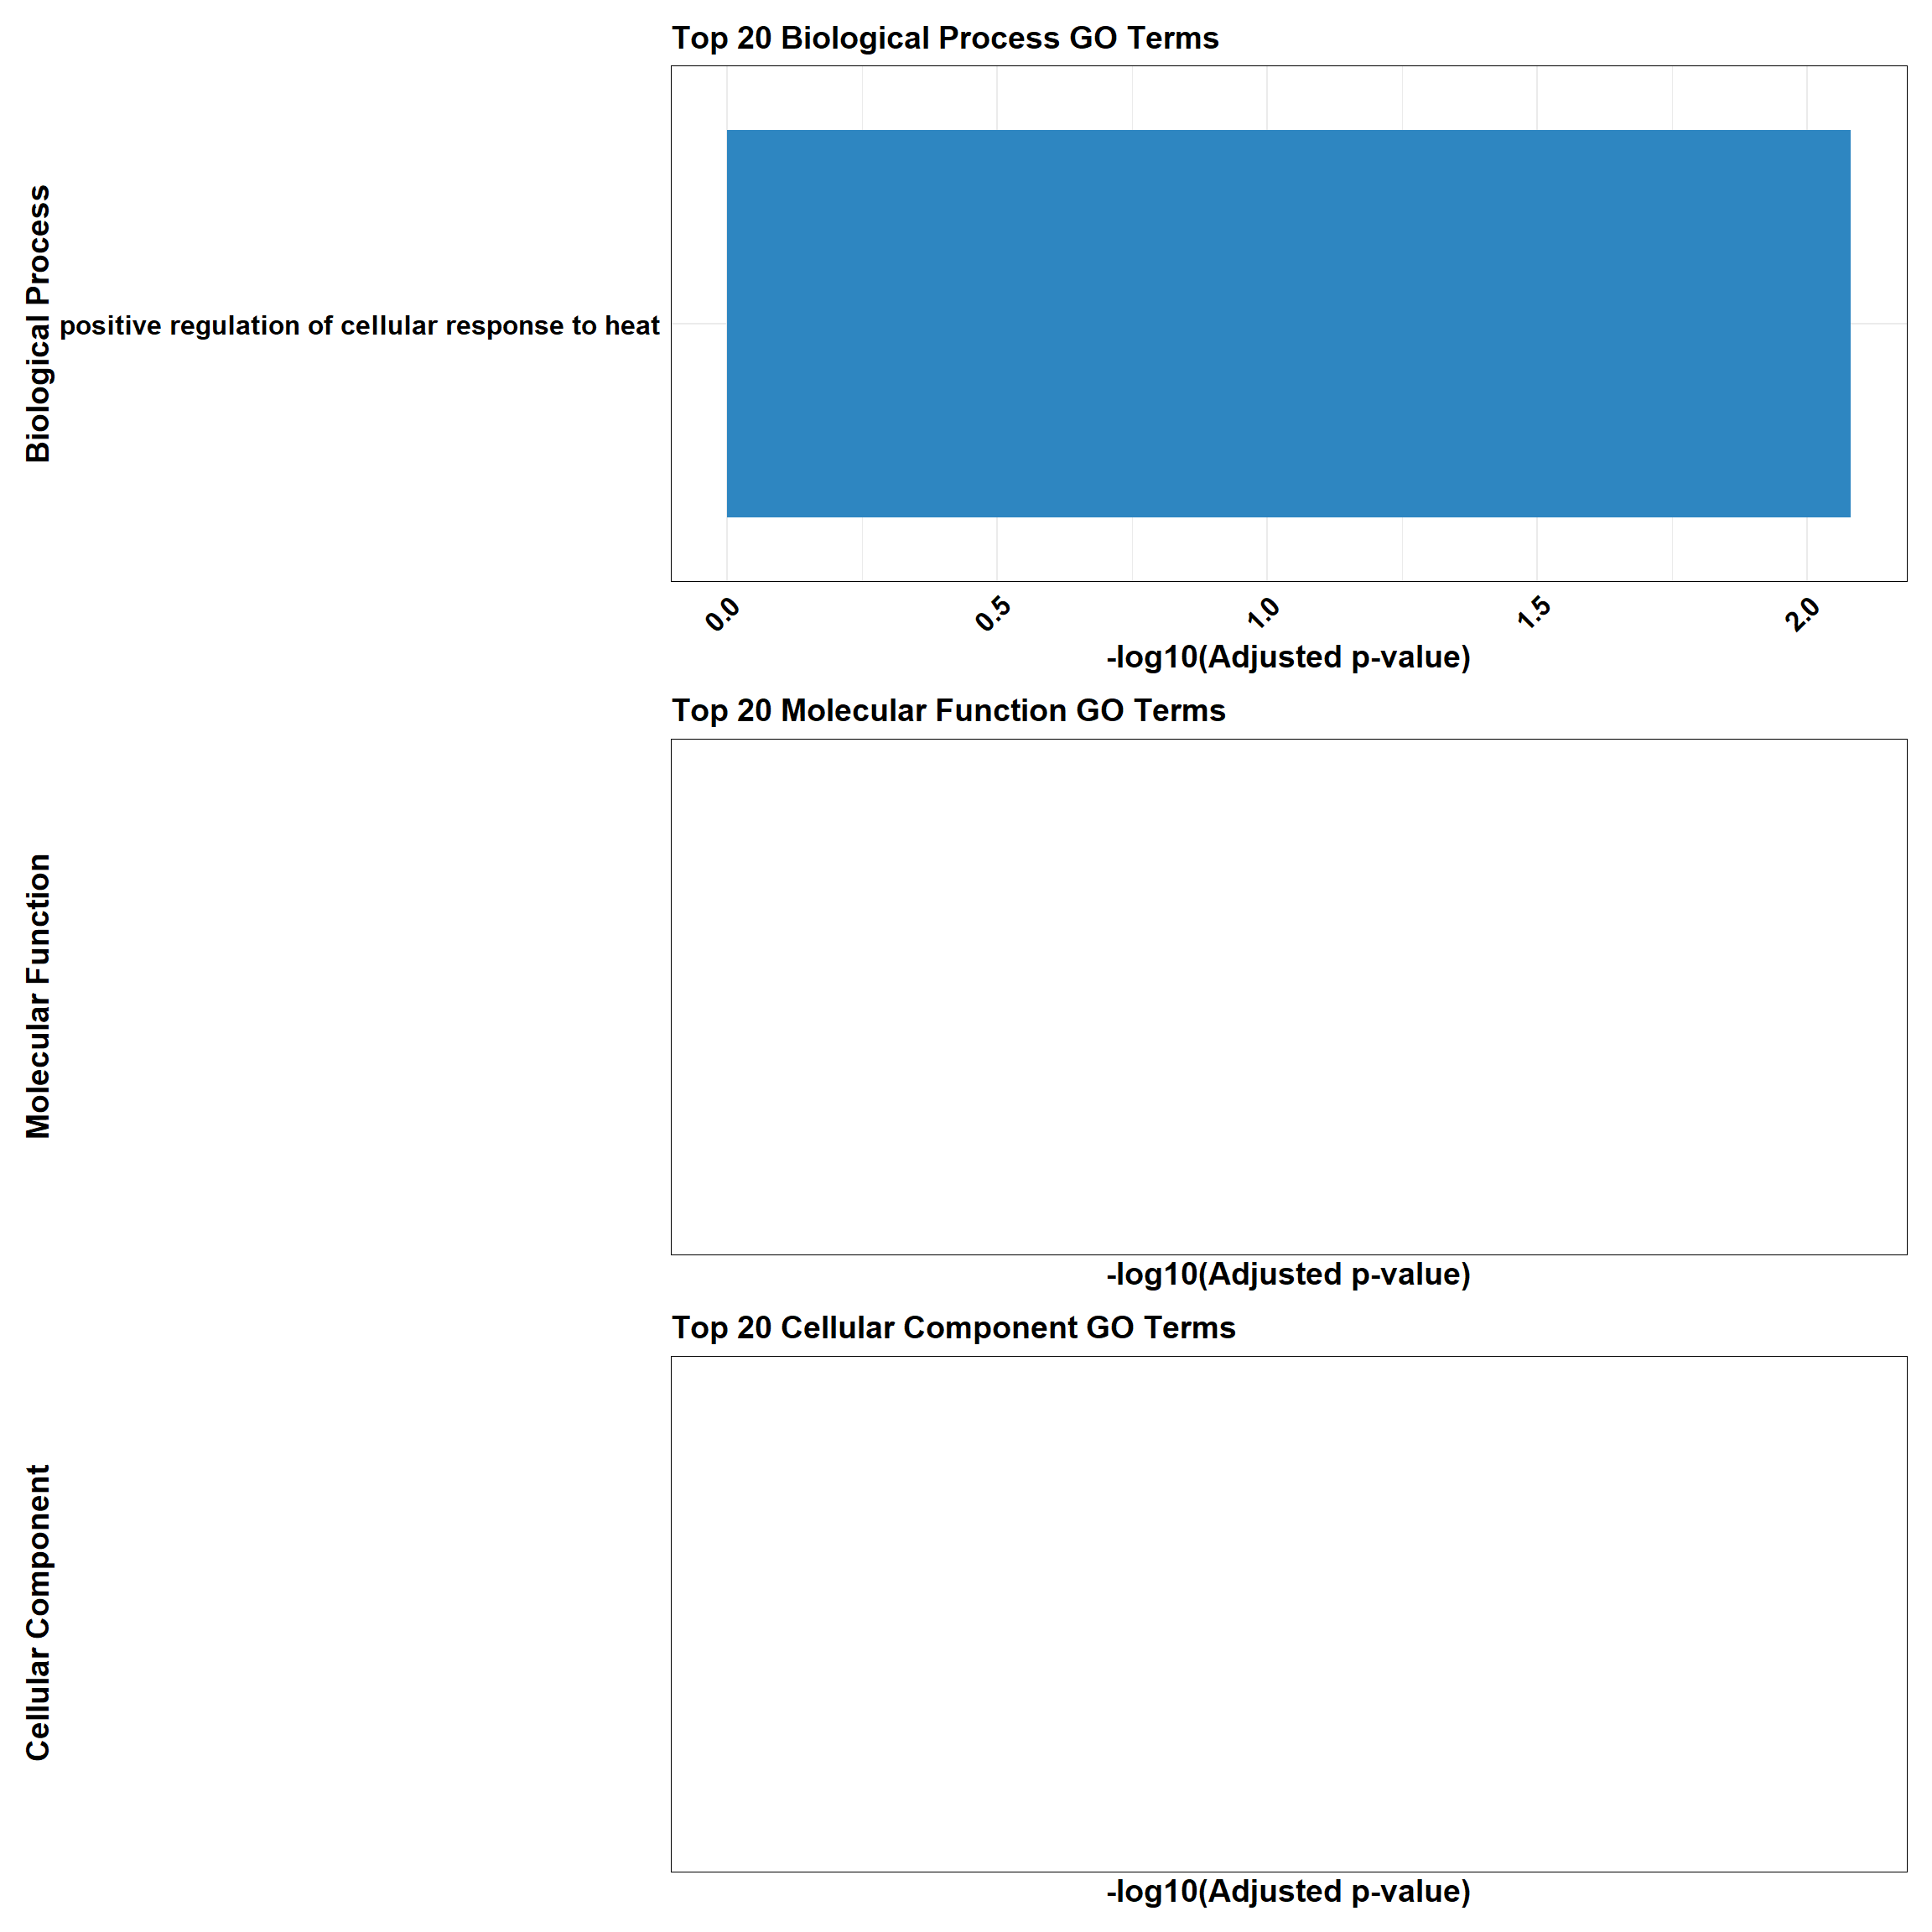 Top 20 Biological Process GO Terms
Biological Process
positive regulation of cellular response to heat
0.0 0.5 1.0 1.5 2.0
-log10(Adjusted p-value)
Top 20 Molecular Function GO Terms
Molecular Function
-log10(Adjusted p-value)
Top 20 Cellular Component GO Terms
Cellular Component
-log10(Adjusted p-value)